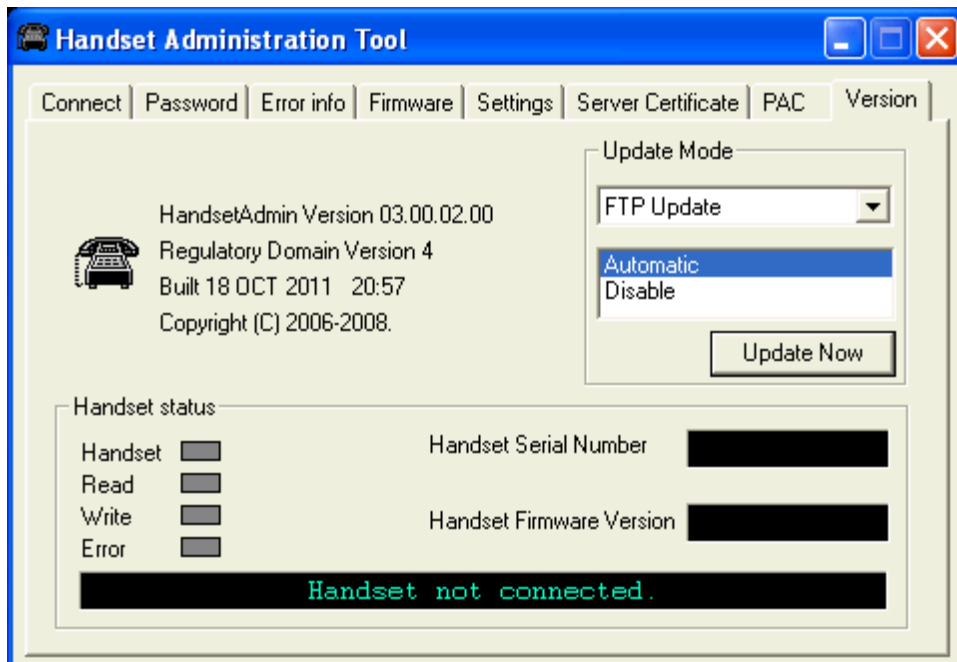 Handset Administration Tool
Connect Password Error info Firmware Settings Server Certificate PAC Version
Update Mode
FTP Update
Automatic
Disable
Update Now
HandsetAdmin Version 03.00.02.00
Regulatory Domain Version 4
Built 18 OCT 2011 20:57
Copyright (C) 2006-2008.
Handset status
Handset
Read
Write
Error
Handset Serial Number
Handset Firmware Version
Handset not connected.